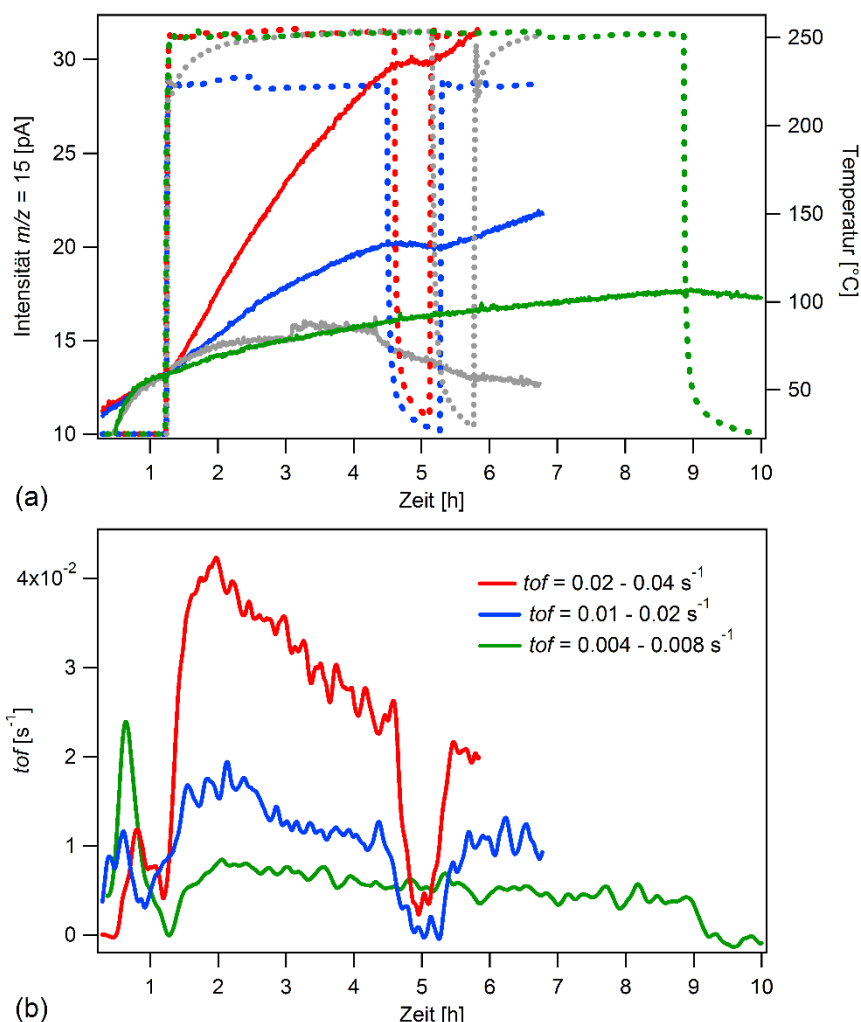 30
25
20
15
10
Intensität m/z = 15 [pA]
250
200
150
100
50
Temperatur [°C]
1 2 3 4 5 6 7 8 9 10
Zeit [h]
(a)
4x10⁻²
3
2
1
0
tof [s⁻¹]
tof = 0.02 - 0.04 s⁻¹
tof = 0.01 - 0.02 s⁻¹
tof = 0.004 - 0.008 s⁻¹
1 2 3 4 5 6 7 8 9 10
Zeit [h]
(b)